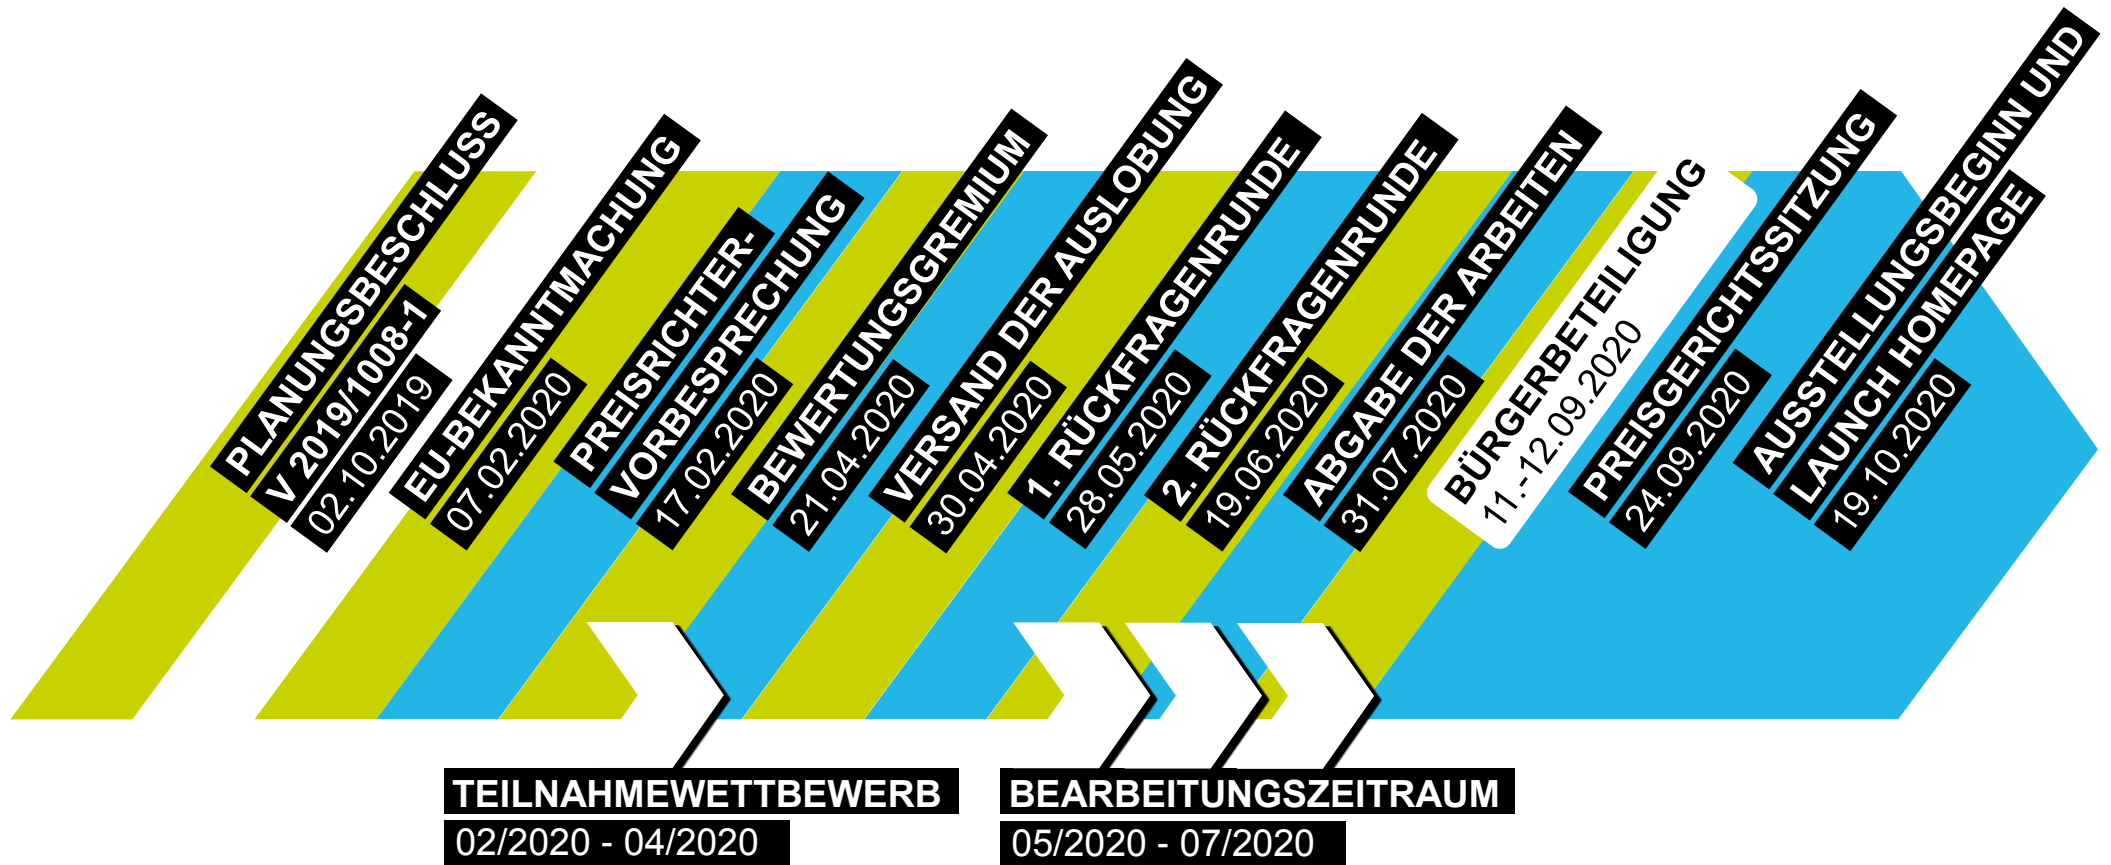 PLANUNGSBESCHLUSS
V 2019/1008-1
02.10.2019
EU-BEKANNTMACHUNG
07.02.2020
PREISRICHTER-
VORBESPRECHUNG
17.02.2020
BEWERTUNGSGREMIUM
21.04.2020
VERSAND DER AUSLOBUNG
30.04.2020
1. RÜCKFRAGENRUNDE
28.05.2020
2. RÜCKFRAGENRUNDE
19.06.2020
ABGABE DER ARBEITEN
31.07.2020
BÜRGERBETEILIGUNG
11.-12.09.2020
PREISGERICHTSSITZUNG
24.09.2020
AUSSTELLUNGSBEGINN UND
LAUNCH HOMEPAGE
19.10.2020
TEILNAHMEWETTBEWERB
02/2020 - 04/2020
BEARBEITUNGSZEITRAUM
05/2020 - 07/2020